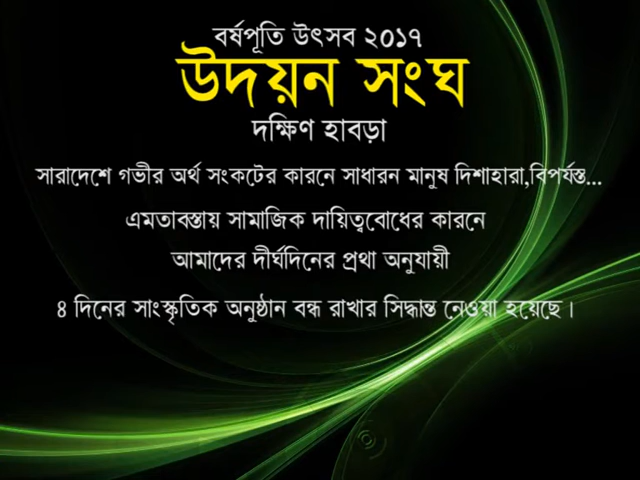 বর্ষপূতি উৎসব ২০১৭
উদয়ন সংঘ
দক্ষিণ হাবড়া
সারাদেশে গভীর অর্থ সংকটের কারনে সাধারন মানুষ দিশাহারা,বিপর্যস্ত...
এমতাবস্তায় সামাজিক দায়িত্ববোধের কারনে
আমাদের দীর্ঘদিনের প্রথা অনুযায়ী
৪ দিনের সাংস্কৃতিক অনুষ্ঠান বন্ধ রাখার সিদ্ধান্ত নেওয়া হয়েছে।